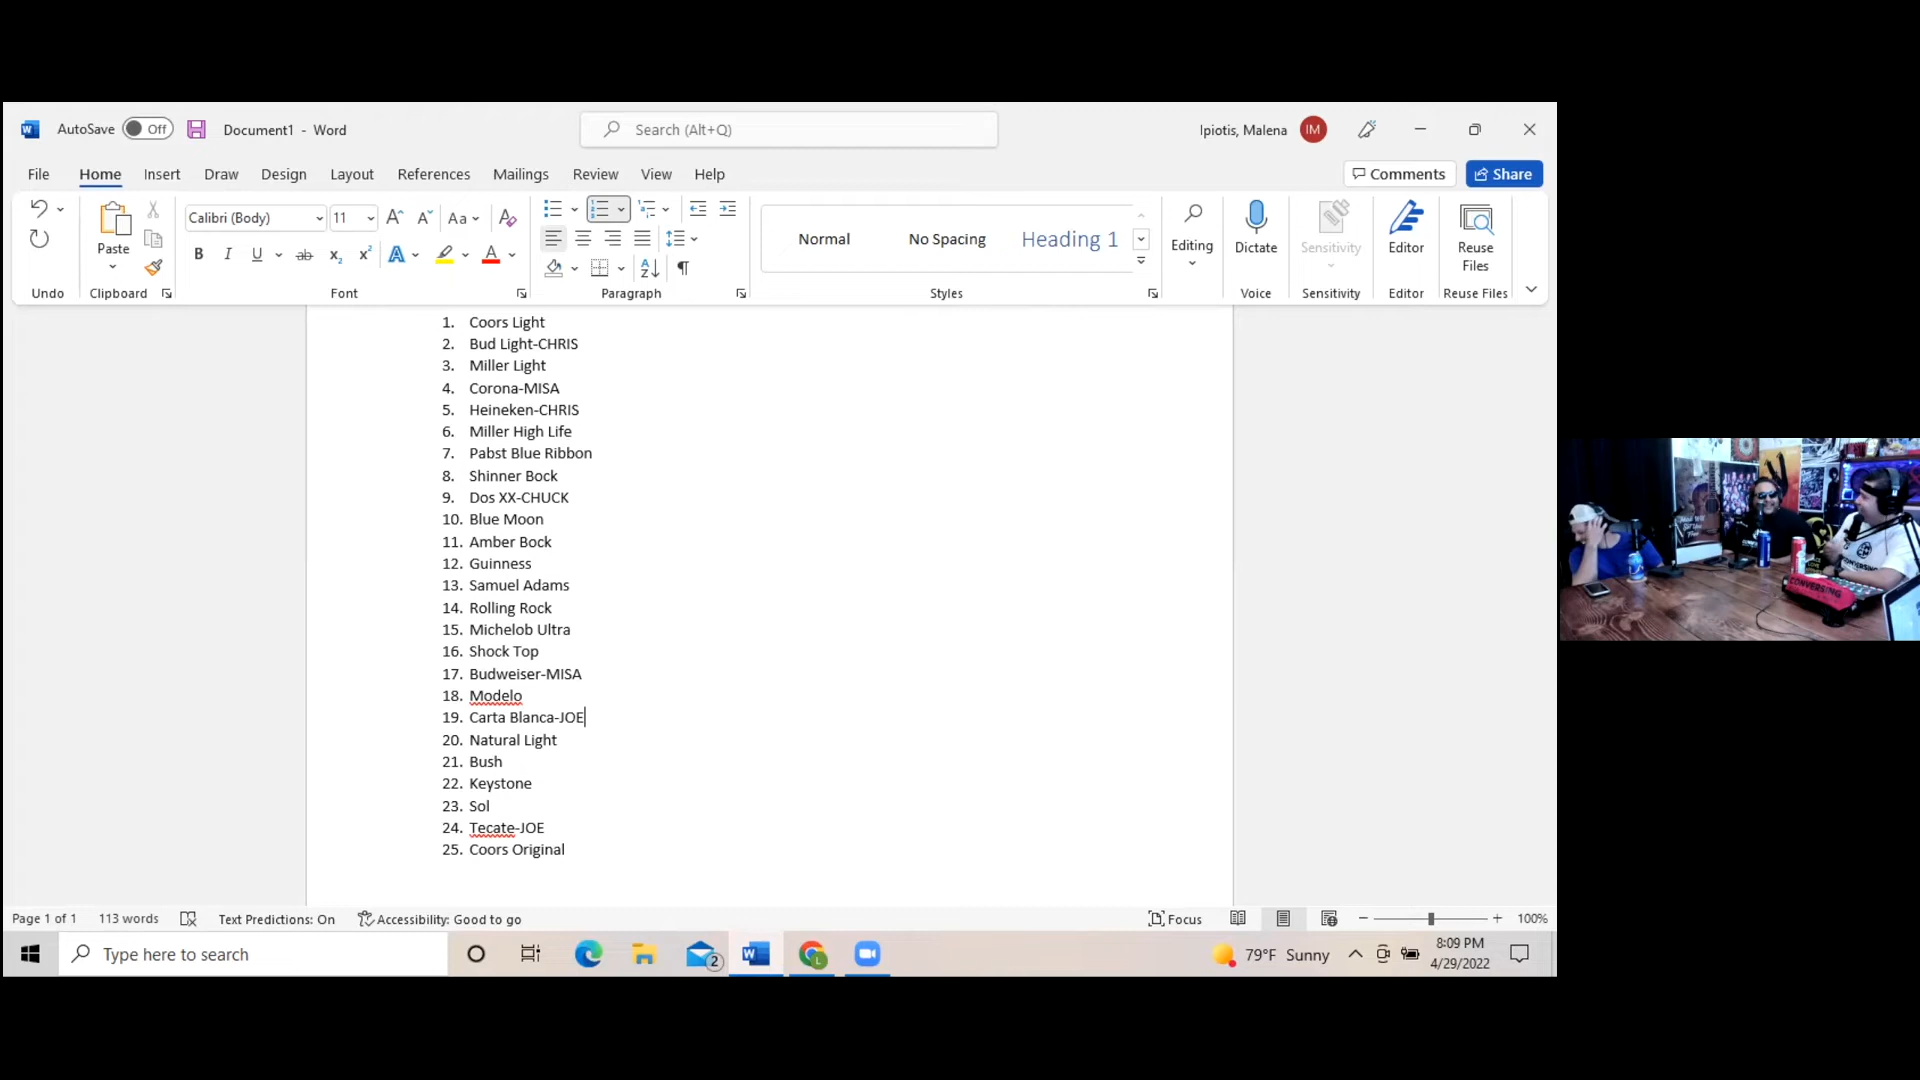 AutoSave Off Document1 - Word Search (Alt+Q) Ipiotis, Malena IM
File Home Insert Draw Design Layout References Mailings Review View Help Comments Share
Calibri (Body) 11 Aa
Paste Normal No Spacing Heading 1 Editing Dictate Sensitivity Editor Reuse Files
Undo Clipboard Font Paragraph Styles Voice Sensitivity Editor Reuse Files
1. Coors Light
2. Bud Light-CHRIS
3. Miller Light
4. Corona-MISA
5. Heineken-CHRIS
6. Miller High Life
7. Pabst Blue Ribbon
8. Shinner Bock
9. Dos XX-CHUCK
10. Blue Moon
11. Amber Bock
12. Guinness
13. Samuel Adams
14. Rolling Rock
15. Michelob Ultra
16. Shock Top
17. Budweiser-MISA
18. Modelo
19. Carta Blanca-JOE
20. Natural Light
21. Bush
22. Keystone
23. Sol
24. Tecate-JOE
25. Coors Original
CONVERSING
Page 1 of 1 113 words Text Predictions: On Accessibility: Good to go Focus 100%
Type here to search 2 79°F Sunny 8:09 PM
4/29/2022